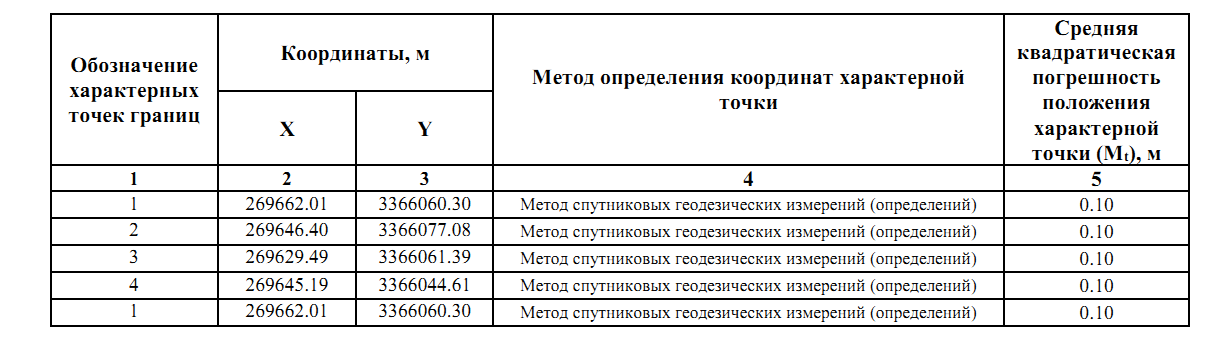 Обозначение
характерных
точек границ
Координаты, м
X
Y
Метод определения координат характерной
точки
Средняя
квадратическая
погрешность
положения
характерной
точки (Mt), м
1 2 3 4 5
1 269662.01 3366060.30 Метод спутниковых геодезических измерений (определений) 0.10
2 269646.40 3366077.08 Метод спутниковых геодезических измерений (определений) 0.10
3 269629.49 3366061.39 Метод спутниковых геодезических измерений (определений) 0.10
4 269645.19 3366044.61 Метод спутниковых геодезических измерений (определений) 0.10
1 269662.01 3366060.30 Метод спутниковых геодезических измерений (определений) 0.10